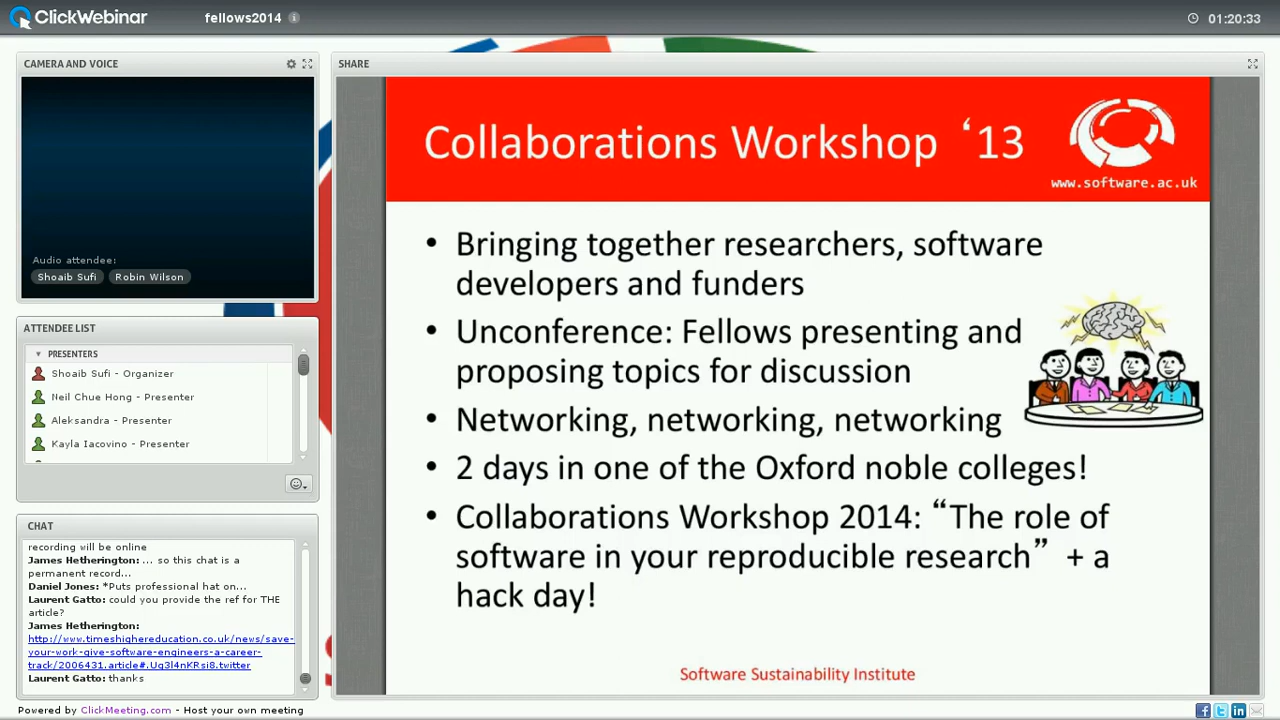 ClickWebinar
fellows2014
01:20:33
CAMERA AND VOICE
Audio attendee:
Shoaib Sufi
Robin Wilson
ATTENDEE LIST
PRESENTERS
Shoaib Sufi - Organizer
Neil Chue Hong - Presenter
Aleksandra - Presenter
Kayla Iacovino - Presenter
CHAT
recording will be online
James Hetherington: ... so this chat is a
permanent record...
Daniel Jones: *Puts professional hat on...
Laurent Gatto: could you provide the ref for THE
article?
James Hetherington:
http://www.timeshighereducation.co.uk/news/save-
your-work-give-software-engineers-a-career-
track/2006431.article#.Ug3l4nKRsi8.twitter
Laurent Gatto: thanks
SHARE
Collaborations Workshop ‘13
www.software.ac.uk
• Bringing together researchers, software
developers and funders
• Unconference: Fellows presenting and
proposing topics for discussion
• Networking, networking, networking
• 2 days in one of the Oxford noble colleges!
• Collaborations Workshop 2014: “The role of
software in your reproducible research” + a
hack day!
Software Sustainability Institute
Powered by ClickMeeting.com - Host your own meeting